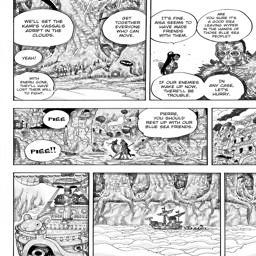 WE'LL SET THE
KAMI'S VASSALS
ADRIFT IN THE
CLOUDS.
GET
TOGETHER
EVERYONE
WHO CAN
MOVE.
YEAH!
WITH
ENERU GONE,
THEY'LL HAVE
LOST THEIR WILL
TO FIGHT.
IT'S FINE.
AISA SEEMS TO
HAVE MADE
FRIENDS
WITH THEM.
ARE
YOU SURE IT'S
A GOOD IDEA
LEAVING WYPER
IN THE HANDS OF
THOSE BLUE SEA
PEOPLE?
IF OUR ENEMIES
WAKE UP NOW,
THERE'LL BE
TROUBLE.
IN
ANY CASE,
LET'S
HURRY.
PIEE
PIEE!!
PIERRE,
YOU SHOULD
REST UP WITH OUR
BLUE SEA FRIENDS.